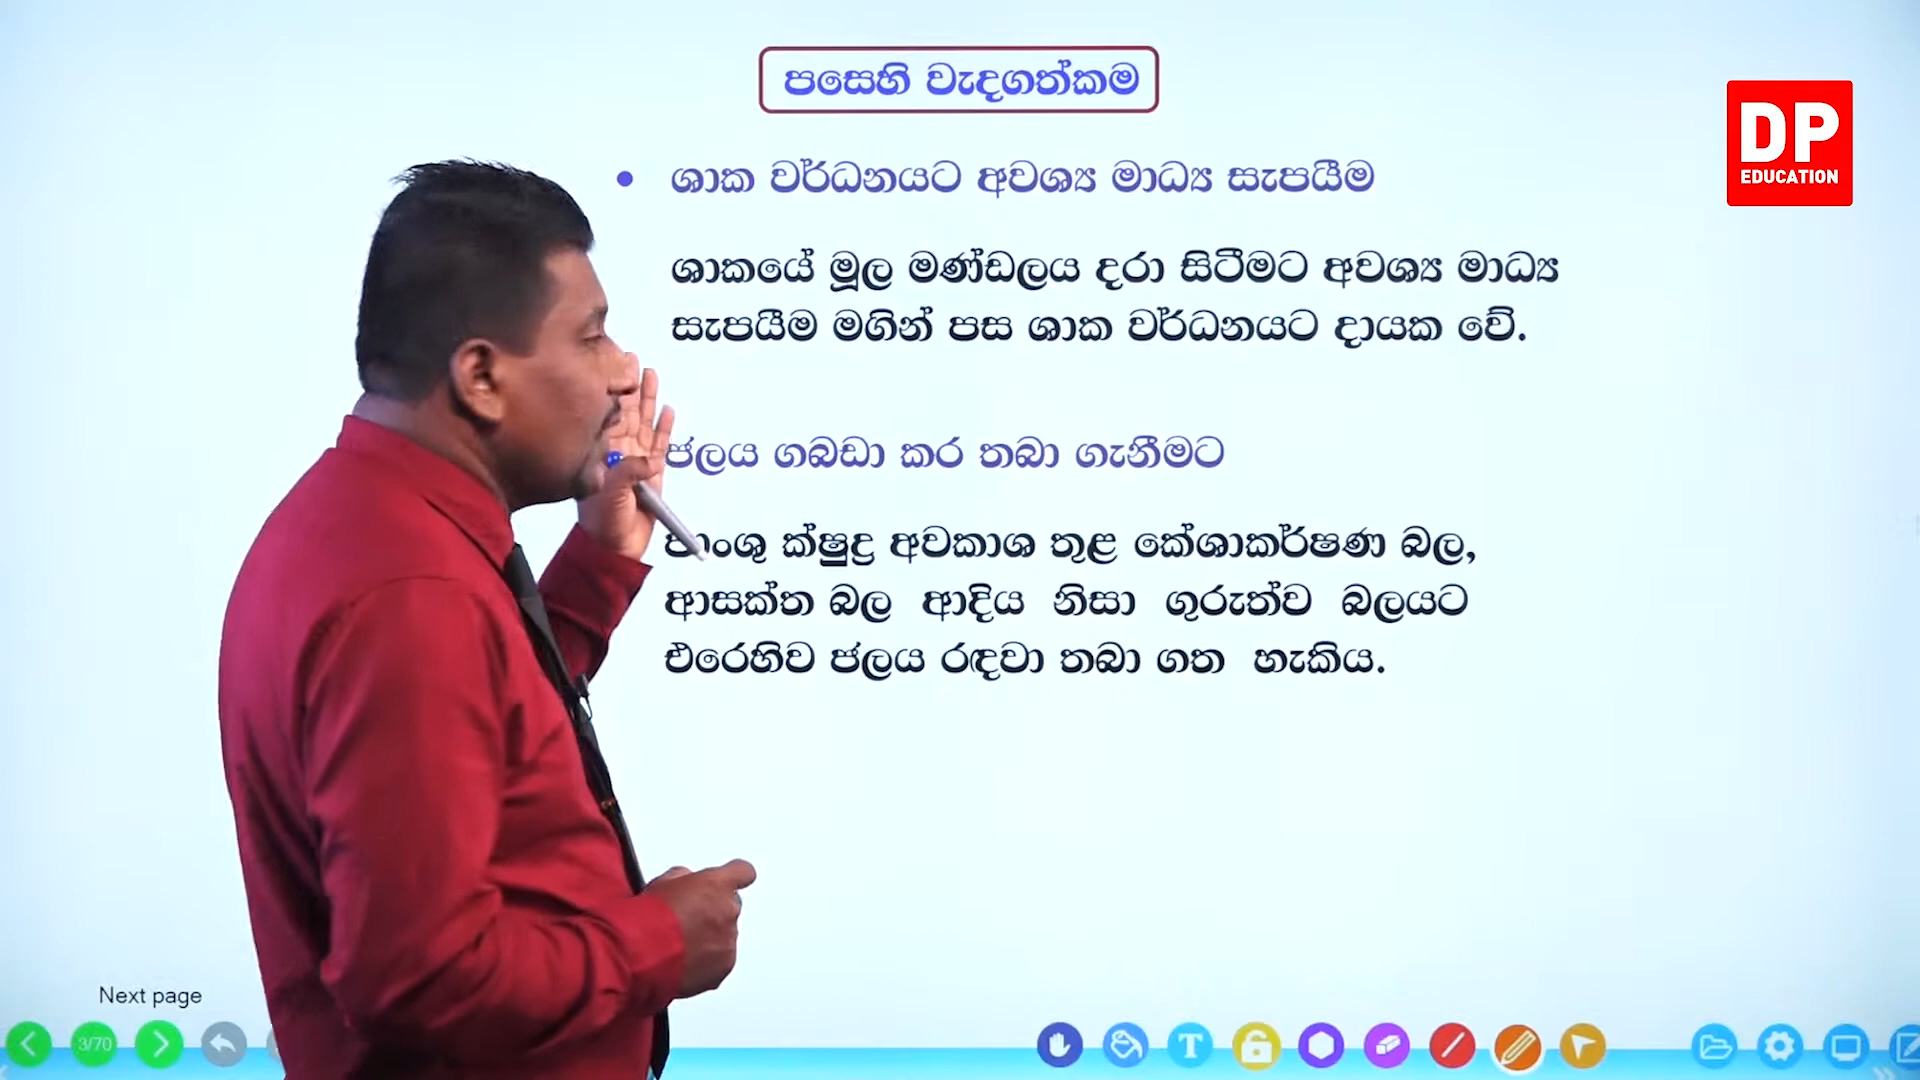 පසෙහි වැදගත්කම
DP
EDUCATION
• ශාක වර්ධනයට අවශ්‍ය මාධ්‍ය සැපයීම
ශාකයේ මූල මණ්ඩලය දරා සිටීමට අවශ්‍ය මාධ්‍ය
සැපයීම මගින් පස ශාක වර්ධනයට දායක වේ.
ජලය ගබඩා කර තබා ගැනීමට
පාංශු ක්ෂුද්‍ර අවකාශ තුළ කේශාකර්ෂණ බල,
ආසක්ත බල ආදිය නිසා ගුරුත්ව බලයට
එරෙහිව ජලය රඳවා තබා ගත හැකිය.
Next page
3/70
T